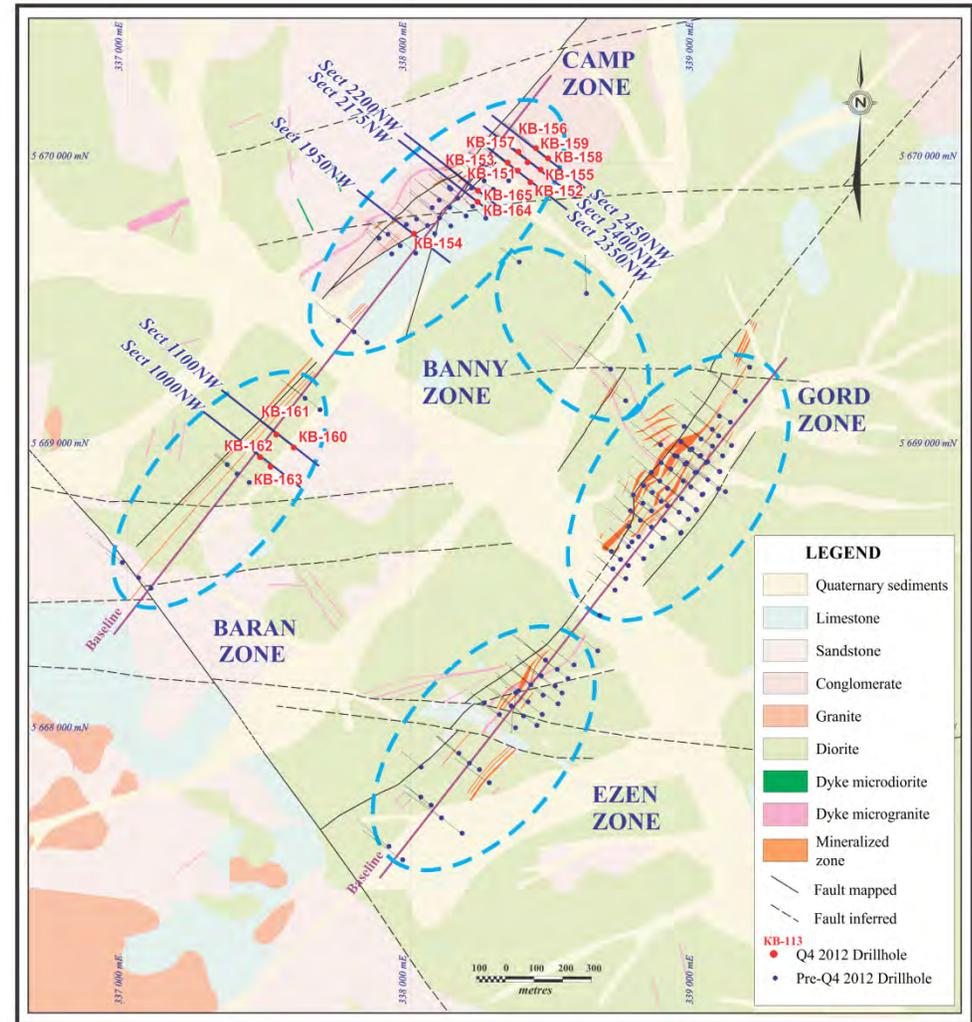 337 000 mE
338 000 mE
339 000 mE
CAMP
ZONE
N
Sect 2200NW
Sect 2175NW
Sect 1950NW
KB-156
KB-157
KB-159
KB-153
KB-158
KB-151
KB-155
KB-152
KB-165
KB-164
KB-154
5 670 000 mN
5 670 000 mN
Sect 2450NW
Sect 2400NW
Sect 2350NW
BANNY
ZONE
GORD
ZONE
Sect 1100NW
Sect 1000NW
KB-161
KB-160
KB-162
KB-163
5 669 000 mN
5 669 000 mN
Baseline
BARAN
ZONE
5 668 000 mN
EZEN
ZONE
Baseline
LEGEND
Quaternary sediments
Limestone
Sandstone
Conglomerate
Granite
Diorite
Dyke microdiorite
Dyke microgranite
Mineralized
zone
Fault mapped
Fault inferred
KB-113
Q4 2012 Drillhole
Pre-Q4 2012 Drillhole
100 0 100 200 300
metres
337 000 mE
338 000 mE
339 000 mE